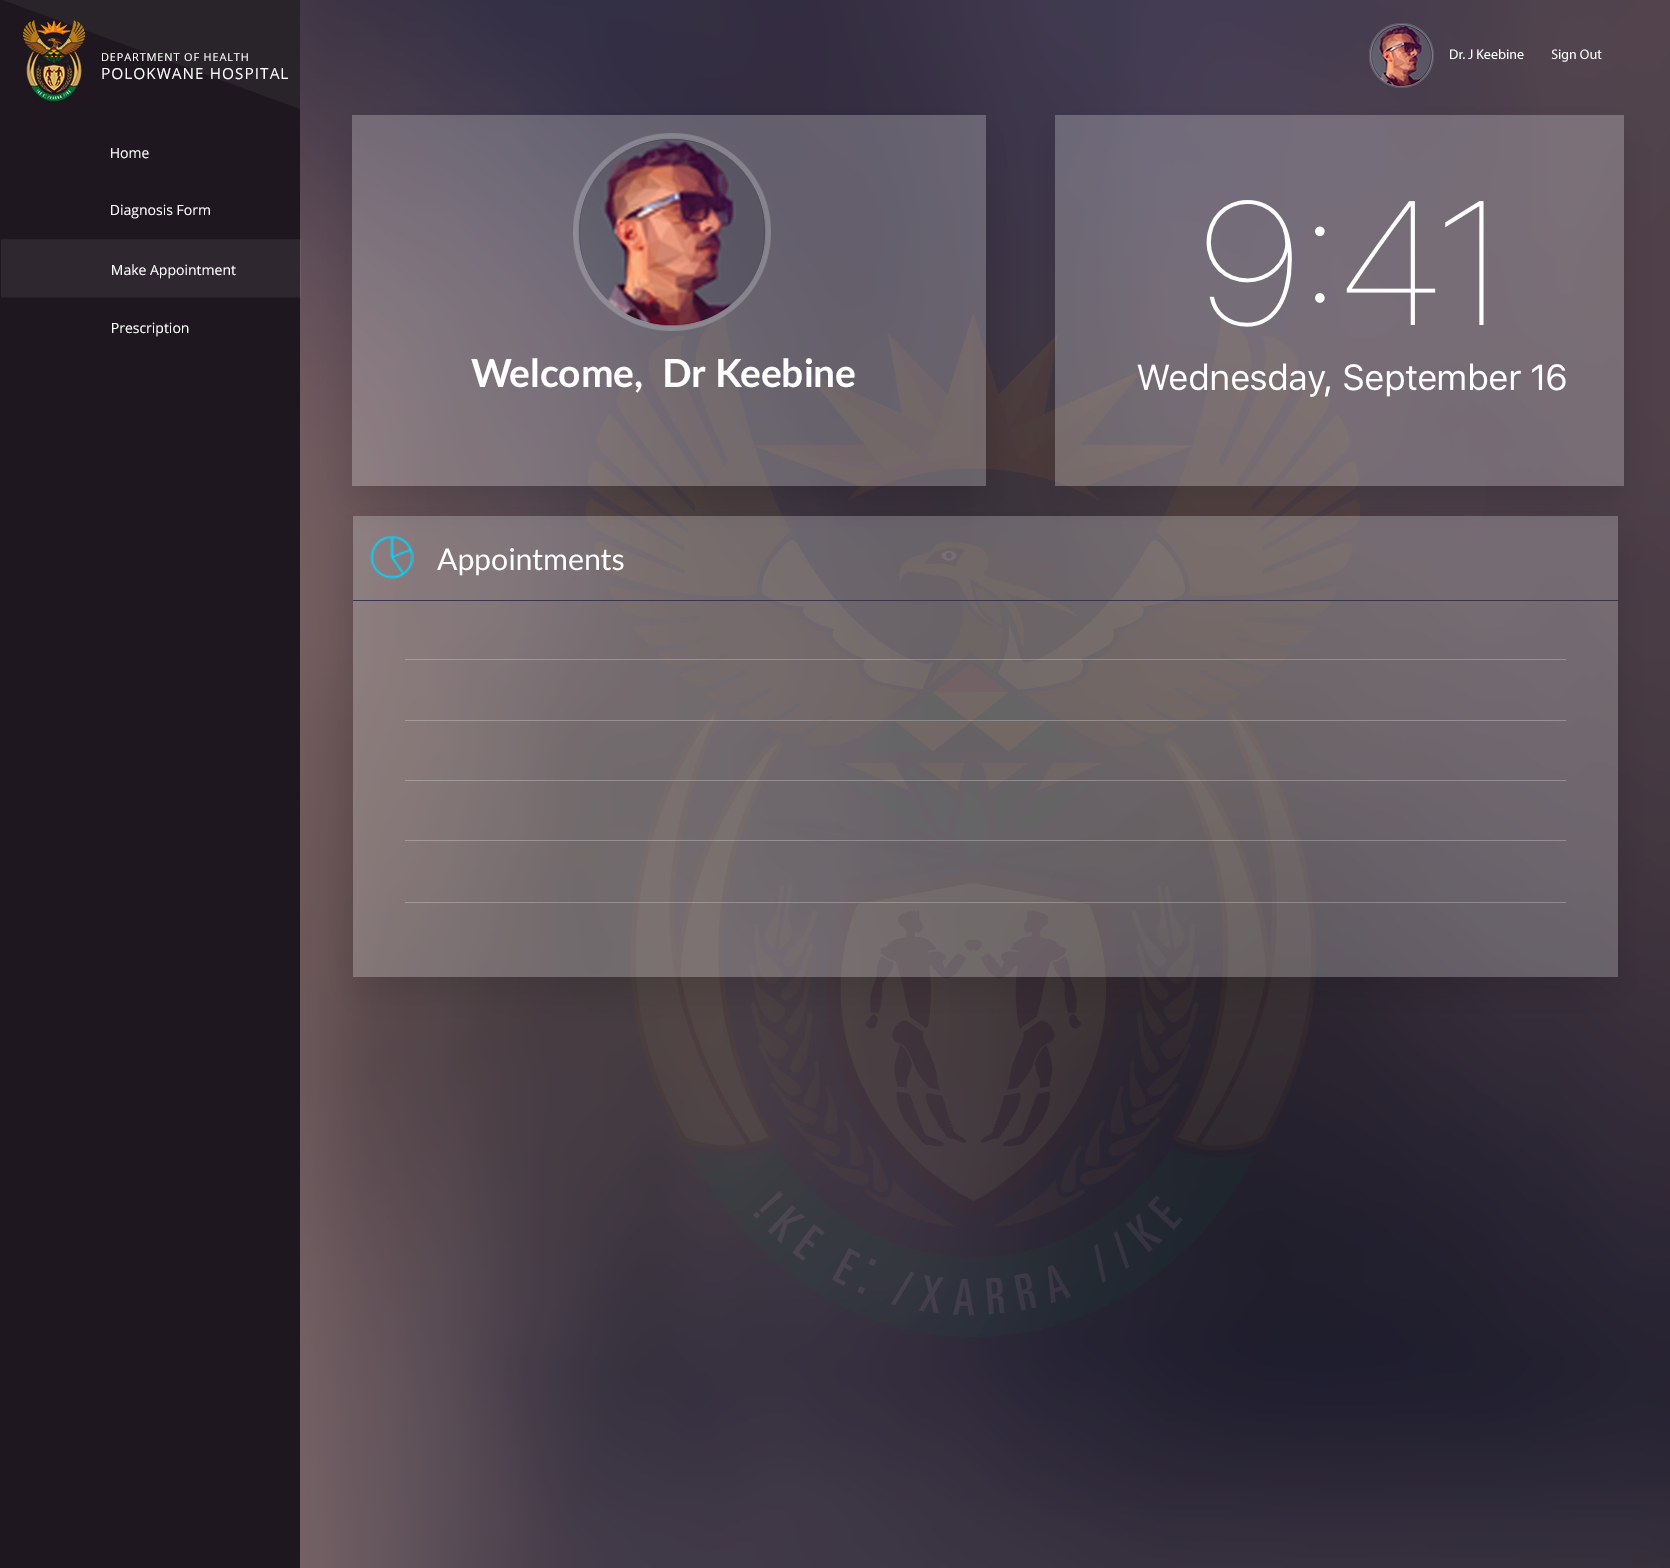 DEPARTMENT OF HEALTH
POLOKWANE HOSPITAL
Dr. J Keebine
Sign Out
Home
Diagnosis Form
Make Appointment
Prescription
Welcome, Dr Keebine
9:41
Wednesday, September 16
Appointments
!KE E: /XARRA //KE